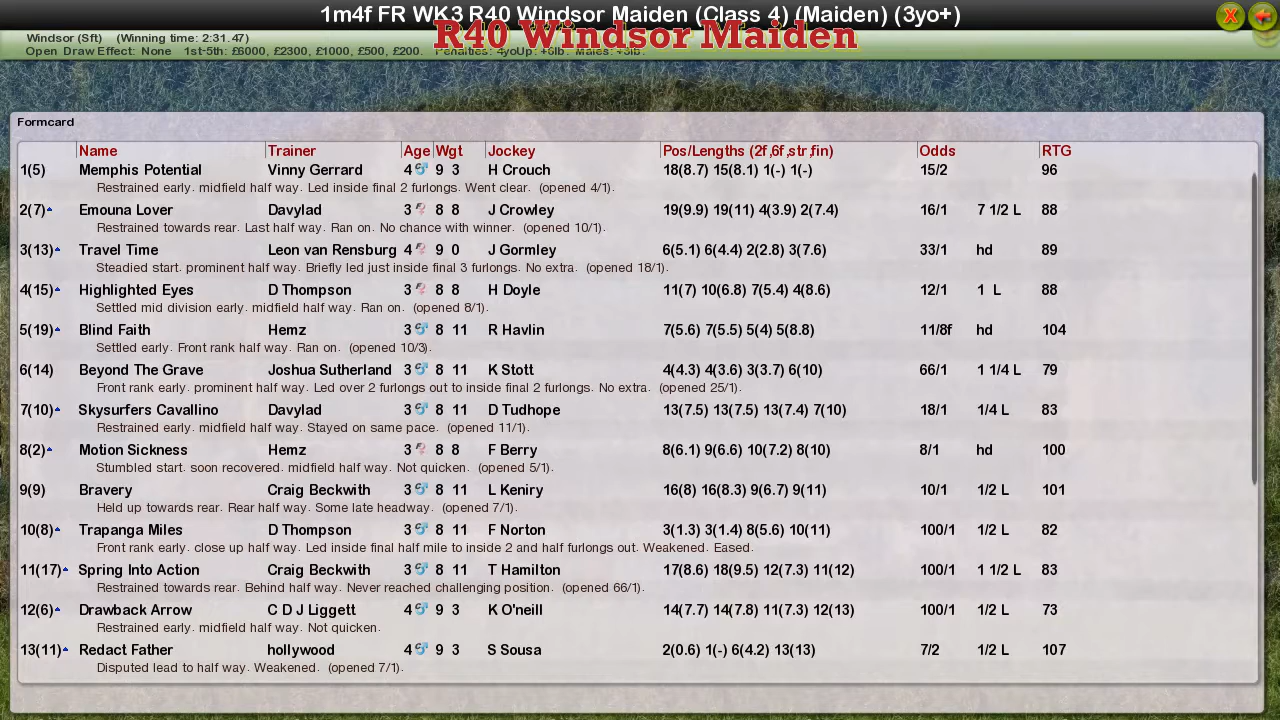 1m4f FR WK3 R40 Windsor Maiden (Class 4) (Maiden) (3yo+)
R40 Windsor Maiden
Windsor (Sft) (Winning time: 2:31.47)
Open Draw Effect: None 1st-5th: £6000, £2300, £1000, £500, £200. Penalties: 4yoUp: +6lb. Males: +3lb.
Formcard
Name Trainer Age Wgt Jockey Pos/Lengths (2f,6f,str,fin) Odds RTG
1(5) Memphis Potential Vinny Gerrard 4 9 3 H Crouch 18(8.7) 15(8.1) 1(-) 1(-) 15/2 96
Restrained early. midfield half way. Led inside final 2 furlongs. Went clear. (opened 4/1).
2(7) Emouna Lover Davylad 3 8 8 J Crowley 19(9.9) 19(11) 4(3.9) 2(7.4) 16/1 7 1/2 L 88
Restrained towards rear. Last half way. Ran on. No chance with winner. (opened 10/1).
3(13) Travel Time Leon van Rensburg 4 9 0 J Gormley 6(5.1) 6(4.4) 2(2.8) 3(7.6) 33/1 hd 89
Steadied start. prominent half way. Briefly led just inside final 3 furlongs. No extra. (opened 18/1).
4(15) Highlighted Eyes D Thompson 3 8 8 H Doyle 11(7) 10(6.8) 7(5.4) 4(8.6) 12/1 1 L 88
Settled mid division early. midfield half way. Ran on. (opened 8/1).
5(19) Blind Faith Hemz 3 8 11 R Havlin 7(5.6) 7(5.5) 5(4) 5(8.8) 11/8f hd 104
Settled early. Front rank half way. Ran on. (opened 10/3).
6(14) Beyond The Grave Joshua Sutherland 3 8 11 K Stott 4(4.3) 4(3.6) 3(3.7) 6(10) 66/1 1 1/4 L 79
Front rank early. prominent half way. Led over 2 furlongs out to inside final 2 furlongs. No extra. (opened 25/1).
7(10) Skysurfers Cavallino Davylad 3 8 11 D Tudhope 13(7.5) 13(7.5) 13(7.4) 7(10) 18/1 1/4 L 83
Restrained early. midfield half way. Stayed on same pace. (opened 11/1).
8(2) Motion Sickness Hemz 3 8 8 F Berry 8(6.1) 9(6.6) 10(7.2) 8(10) 8/1 hd 100
Stumbled start. soon recovered. midfield half way. Not quicken. (opened 5/1).
9(9) Bravery Craig Beckwith 3 8 11 L Keniry 16(8) 16(8.3) 9(6.7) 9(11) 10/1 1/2 L 101
Held up towards rear. Rear half way. Some late headway. (opened 7/1).
10(8) Trapanga Miles D Thompson 3 8 11 F Norton 3(1.3) 3(1.4) 8(5.6) 10(11) 100/1 1/2 L 82
Front rank early. close up half way. Led inside final half mile to inside 2 and half furlongs out. Weakened. Eased.
11(17) Spring Into Action Craig Beckwith 3 8 11 T Hamilton 17(8.6) 18(9.5) 12(7.3) 11(12) 100/1 1 1/2 L 83
Restrained towards rear. Behind half way. Never reached challenging position. (opened 66/1).
12(6) Drawback Arrow C D J Liggett 4 9 3 K O'neill 14(7.7) 14(7.8) 11(7.3) 12(13) 100/1 1/2 L 73
Restrained early. midfield half way. Not quicken.
13(11) Redact Father hollywood 4 9 3 S Sousa 2(0.6) 1(-) 6(4.2) 13(13) 7/2 1/2 L 107
Disputed lead to half way. Weakened. (opened 7/1).